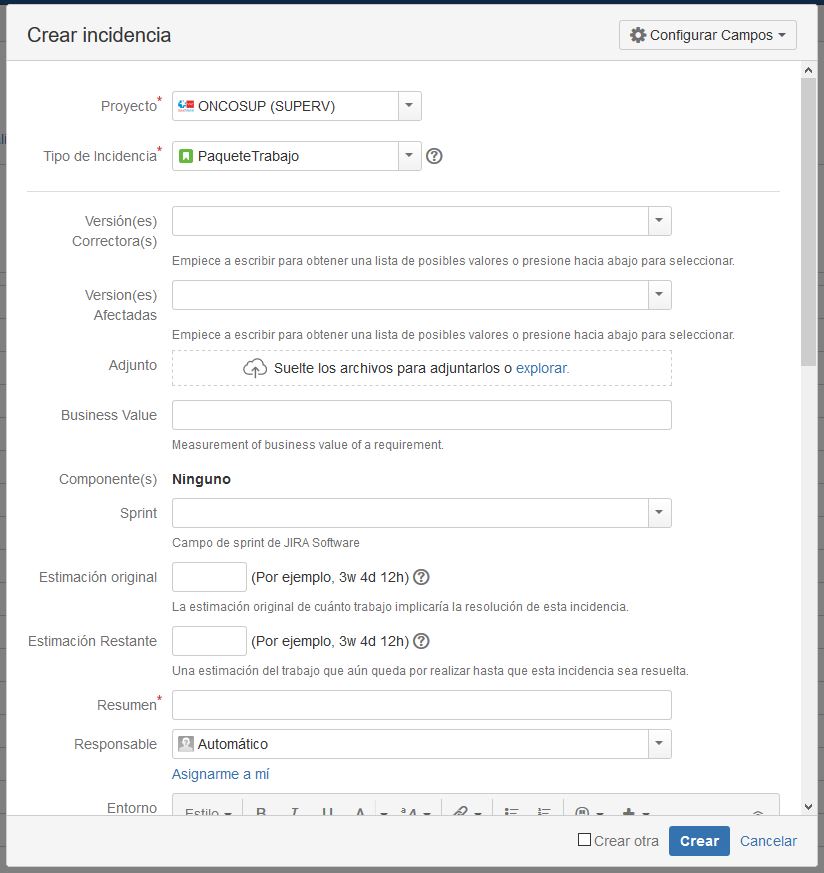 Crear incidencia
Configurar Campos
Proyecto*
ONCOSUP (SUPERV)
Tipo de Incidencia*
PaqueteTrabajo
Versión(es)
Correctora(s)
Empiece a escribir para obtener una lista de posibles valores o presione hacia abajo para seleccionar.
Version(es)
Afectadas
Empiece a escribir para obtener una lista de posibles valores o presione hacia abajo para seleccionar.
Adjunto
Suelte los archivos para adjuntarlos o explorar.
Business Value
Measurement of business value of a requirement.
Componente(s)
Ninguno
Sprint
Campo de sprint de JIRA Software
Estimación original
(Por ejemplo, 3w 4d 12h)
La estimación original de cuánto trabajo implicaría la resolución de esta incidencia.
Estimación Restante
(Por ejemplo, 3w 4d 12h)
Una estimación del trabajo que aún queda por realizar hasta que esta incidencia sea resuelta.
Resumen*
Responsable
Automático
Asignarme a mí
Entorno
Estilo B I U A ªA
Crear otra
Crear
Cancelar